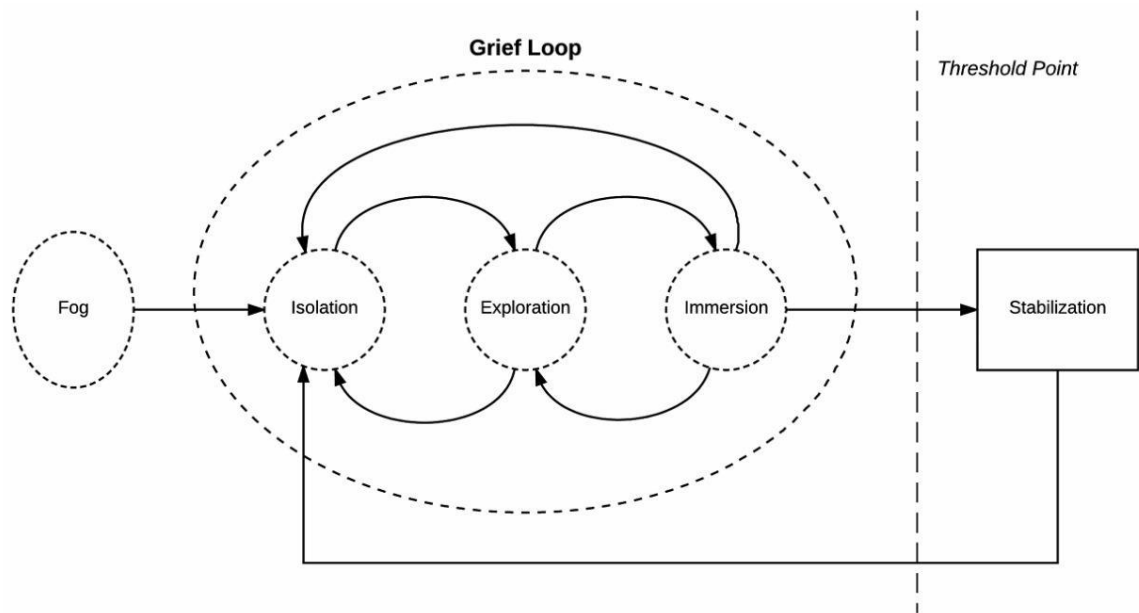 Grief Loop
Threshold Point
Fog
Isolation
Exploration
Immersion
Stabilization